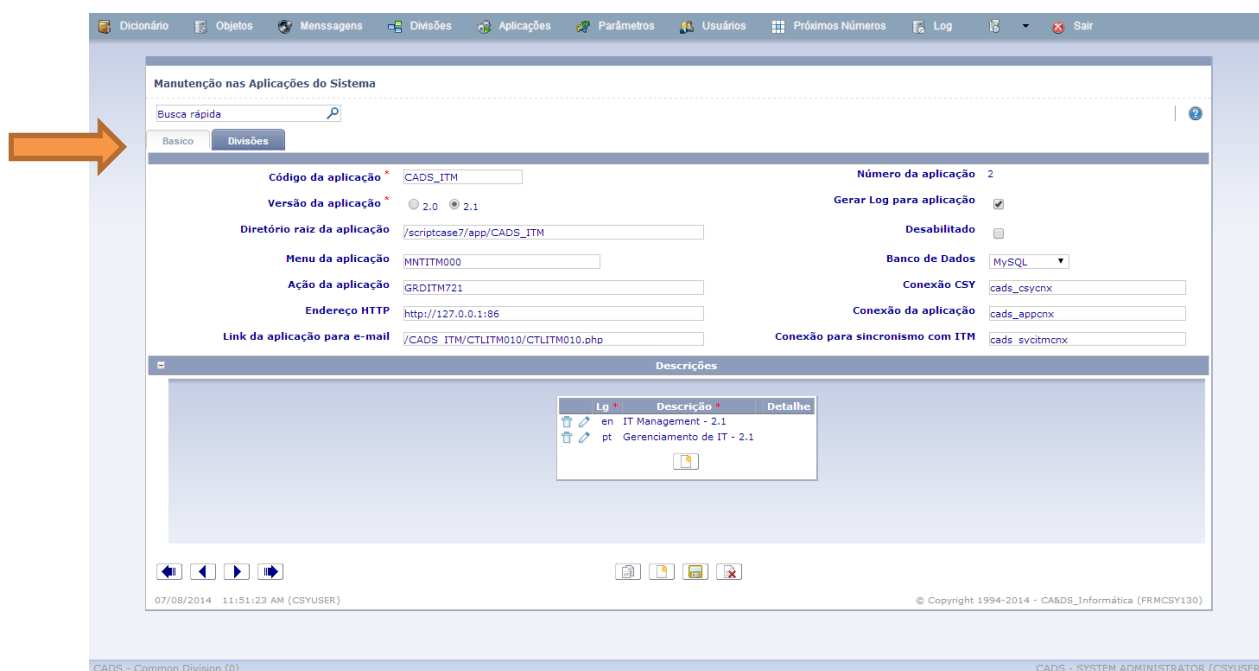 Dicionário Objetos Menssagens Divisões Aplicações Parâmetros Usuários Próximos Números Log Sair
Manutenção nas Aplicações do Sistema
Busca rápida
Basico Divisões
Código da aplicação * CADS_ITM Número da aplicação 2
Versão da aplicação * 2.0 2.1 Gerar Log para aplicação
Diretório raiz da aplicação /scriptcase7/app/CADS_ITM Desabilitado
Menu da aplicação MNTITM000 Banco de Dados MySQL
Ação da aplicação GRDITM721 Conexão CSY cads_csycnx
Endereço HTTP http://127.0.0.1:86 Conexão da aplicação cads_appcnx
Link da aplicação para e-mail /CADS_ITM/CTLITM010/CTLITM010.php Conexão para sincronismo com ITM cads_svcitmcnx
Descrições
Lg * Descrição * Detalhe
en IT Management - 2.1
pt Gerenciamento de IT - 2.1
07/08/2014 11:51:23 AM (CSYUSER) © Copyright 1994-2014 - CA&DS_Informática (FRMCSY130)
CADS - Common Division (0) CADS - SYSTEM ADMINISTRATOR (CSYUSER